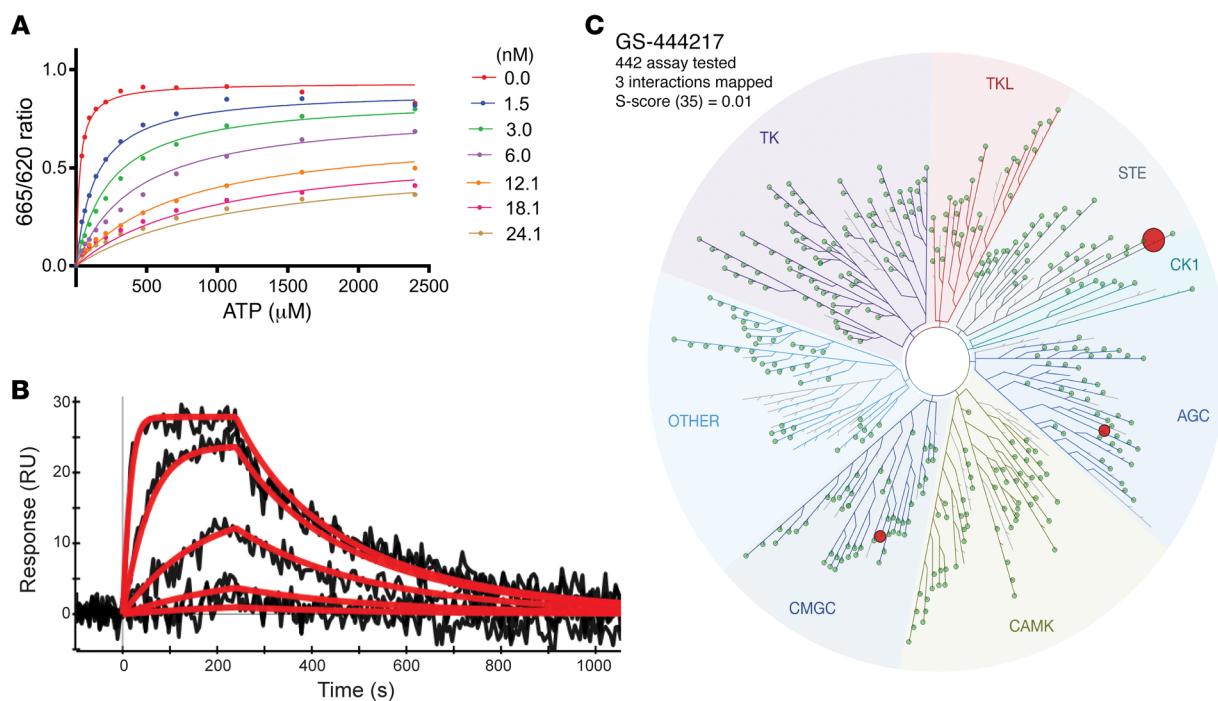 A
1.0
0.5
0.0
665/620 ratio
500
1000
1500
2000
2500
ATP (μM)
(nM)
0.0
1.5
3.0
6.0
12.1
18.1
24.1
B
30
20
10
0
Response (RU)
0
200
400
600
800
1000
Time (s)
C
GS-444217
442 assay tested
3 interactions mapped
S-score (35) = 0.01
TK
TKL
STE
CK1
AGC
CAMK
CMGC
OTHER